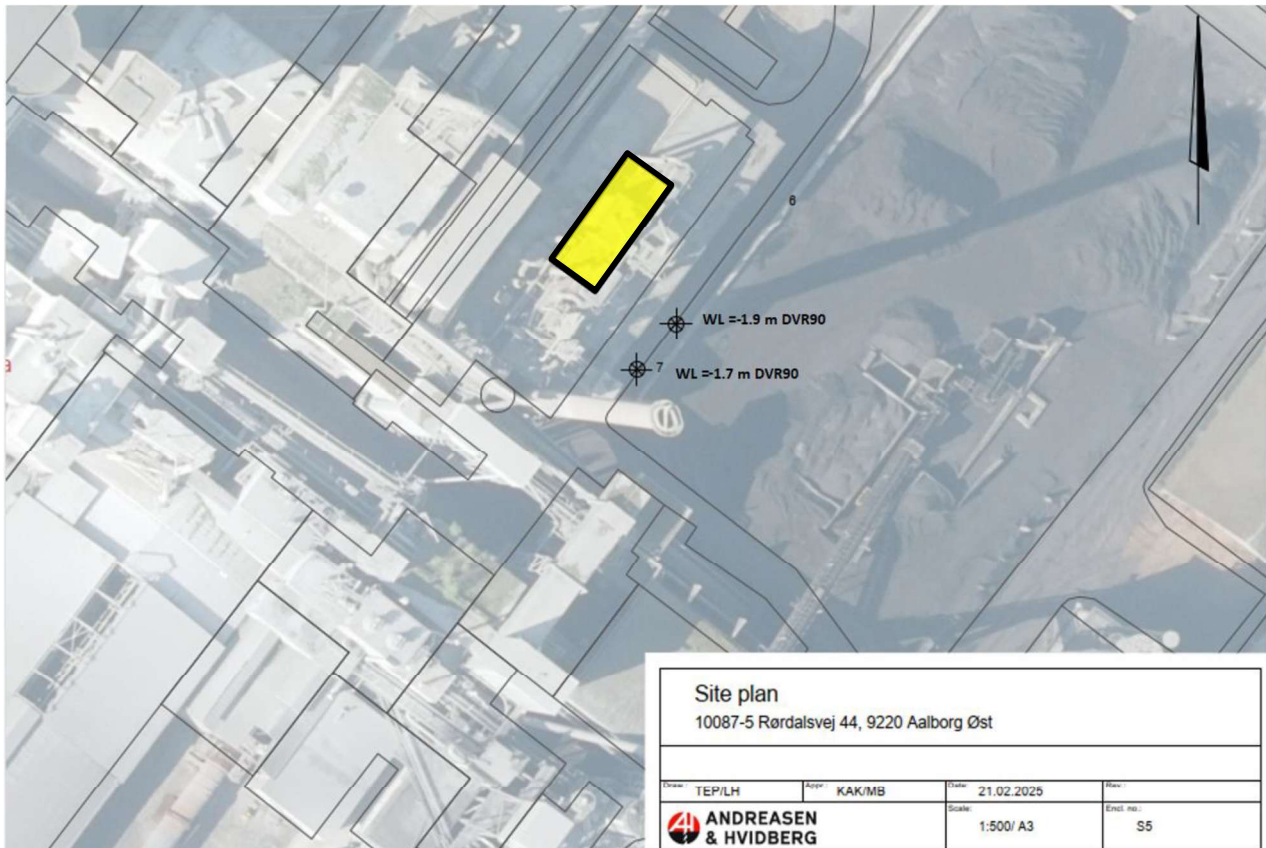 6
WL =-1.9 m DVR90
7
WL =-1.7 m DVR90
a
Site plan
10087-5 Rørdalsvej 44, 9220 Aalborg Øst
Draw.: TEP/LH
Appr.: KAK/MB
Date: 21.02.2025
Rev.:
ANDREASEN
& HVIDBERG
Scale:
1:500/ A3
Encl. no.:
S5